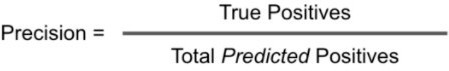 True Positives
Precision =
Total Predicted Positives